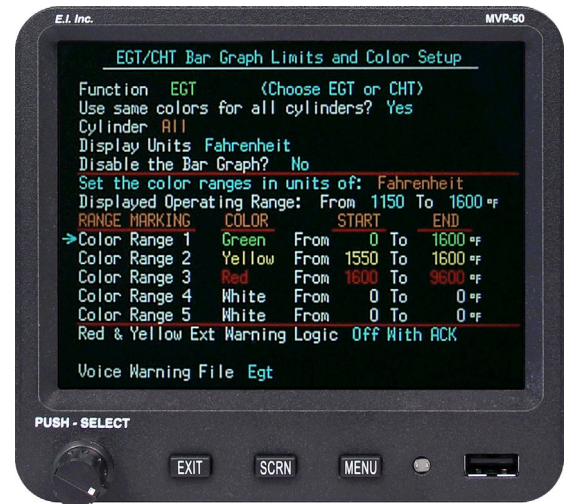 E.I. Inc. MVP-50
EGT/CHT Bar Graph Limits and Color Setup
Function EGT (Choose EGT or CHT)
Use same colors for all cylinders? Yes
Cylinder All
Display Units Fahrenheit
Disable the Bar Graph? No
Set the color ranges in units of: Fahrenheit
Displayed Operating Range: From 1150 To 1600 °F
RANGE MARKING COLOR START END
→Color Range 1 Green From 0 To 1600 °F
Color Range 2 Yellow From 1550 To 1600 °F
Color Range 3 Red From 1600 To 9600 °F
Color Range 4 White From 0 To 0 °F
Color Range 5 White From 0 To 0 °F
Red & Yellow Ext Warning Logic Off With ACK
Voice Warning File Egt
PUSH - SELECT
EXIT SCRN MENU